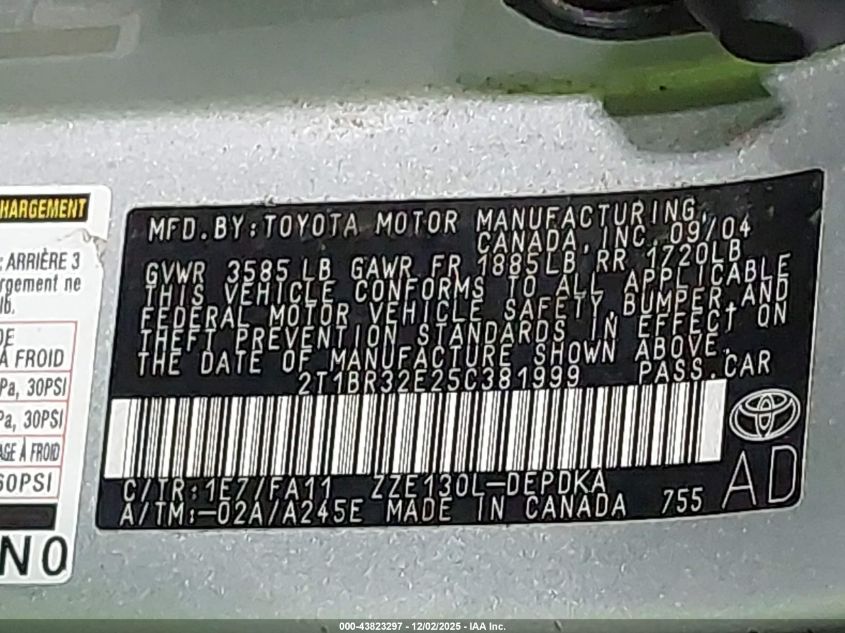 HARGEMENT
: ARRIÈRE 3
rgement ne
lb.
DE
À FROID
Pa, 30PSI
Pa, 30PSI
AGE À FROID
60PSI
NO
MFD.BY:TOYOTA MOTOR MANUFACTURING,
CANADA, INC. 09/04
GVWR 3585 LB GAWR FR 1885LB RR 1720LB
THIS VEHICLE CONFORMS TO ALL APPLICABLE
FEDERAL MOTOR VEHICLE SAFETY,BUMPER,AND
THEFT PREVENTION STANDARDS IN EFFECT ON
THE DATE OF MANUFACTURE SHOWN ABOVE.
2T1BR32E25C381999 PASS.CAR
C/TR:1E7/FA11 ZZE130L-DEPDKA
A/TM:-02A/A245E MADE IN CANADA 755
AD
000-43823297 - 12/02/2025 - IAA Inc.